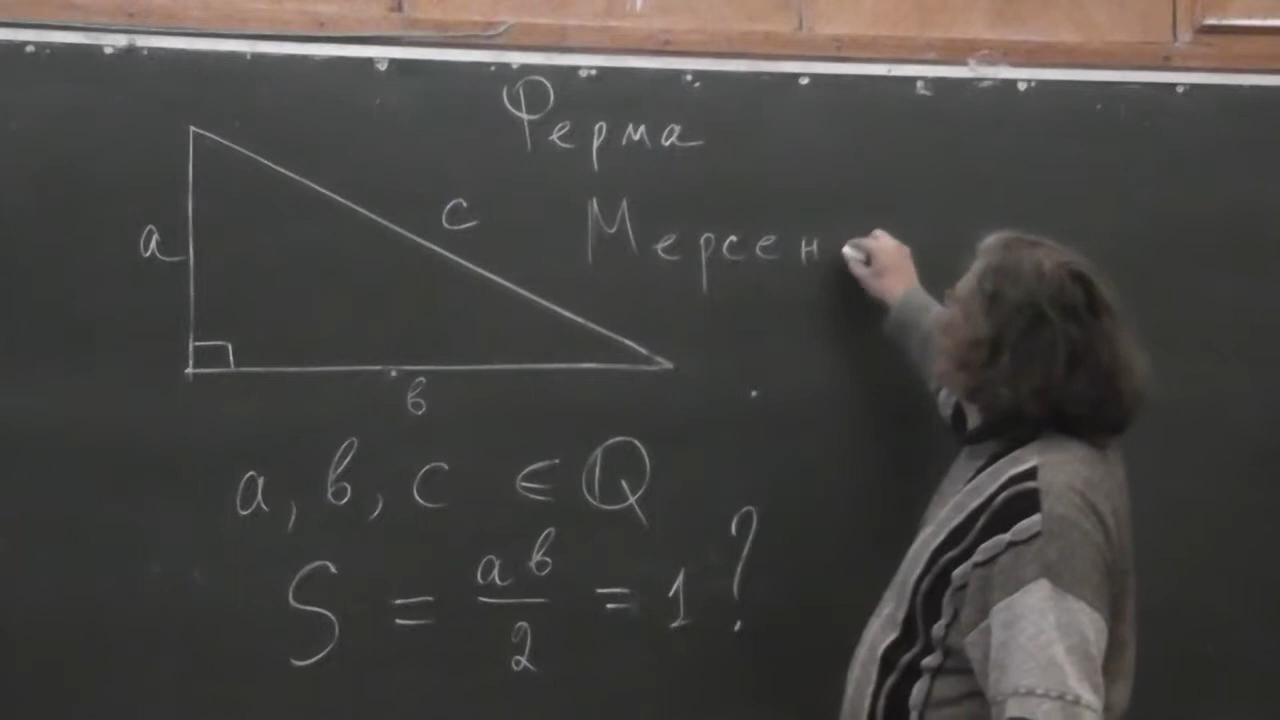 Ферма
Мерсен
a
c
в
a, в, c ∈ Q
S = aв/2 = 1?